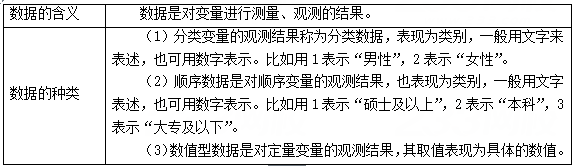 数据的含义
数据是对变量进行测量、观测的结果。
数据的种类
（1）分类变量的观测结果称为分类数据，表现为类别，一般用文字来
表述，也可用数字表示。比如用 1 表示“男性”，2 表示“女性”。
（2）顺序数据是对顺序变量的观测结果，也表现为类别，一般用文字
表述，也可用数字表示。比如用 1 表示“硕士及以上”，2 表示“本科”，3
表示“大专及以下”。
（3）数值型数据是对定量变量的观测结果，其取值表现为具体的数值。